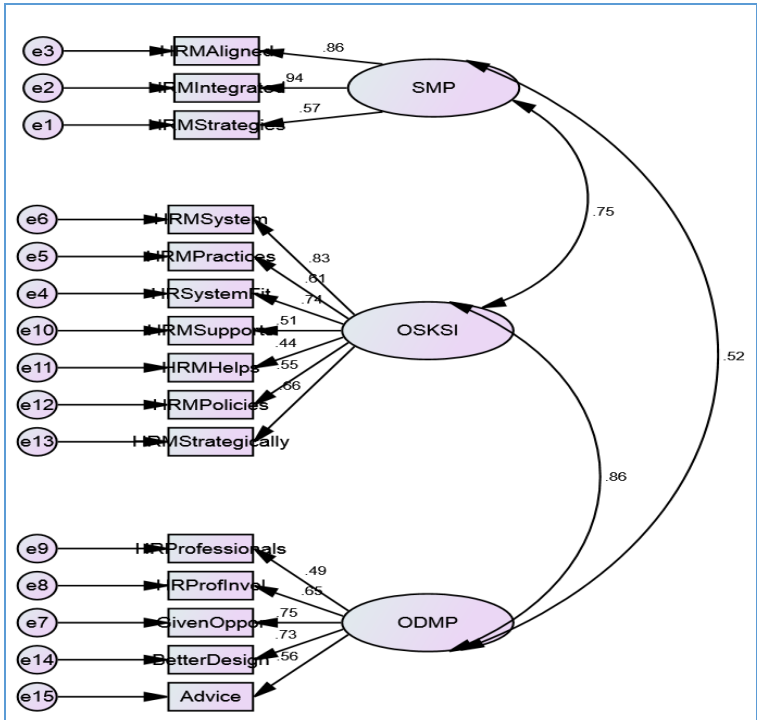 e3 HRMAligned .86
e2 HRMIntegrated .94 SMP
e1 HRMStrategies .57
.75
e6 HRMSystem .83
e5 HRMPractices .61
e4 HRSystemFit .74
e10 HRMSupports .51 OSKSI
e11 HRMHelps .44
e12 HRMPolicies .55
e13 HRMStrategically .66
.52
.86
e9 HRProfessionals .49
e8 HRProfInvol .65
e7 GivenOppor .75 ODMP
e14 BetterDesign .73
e15 Advice .56